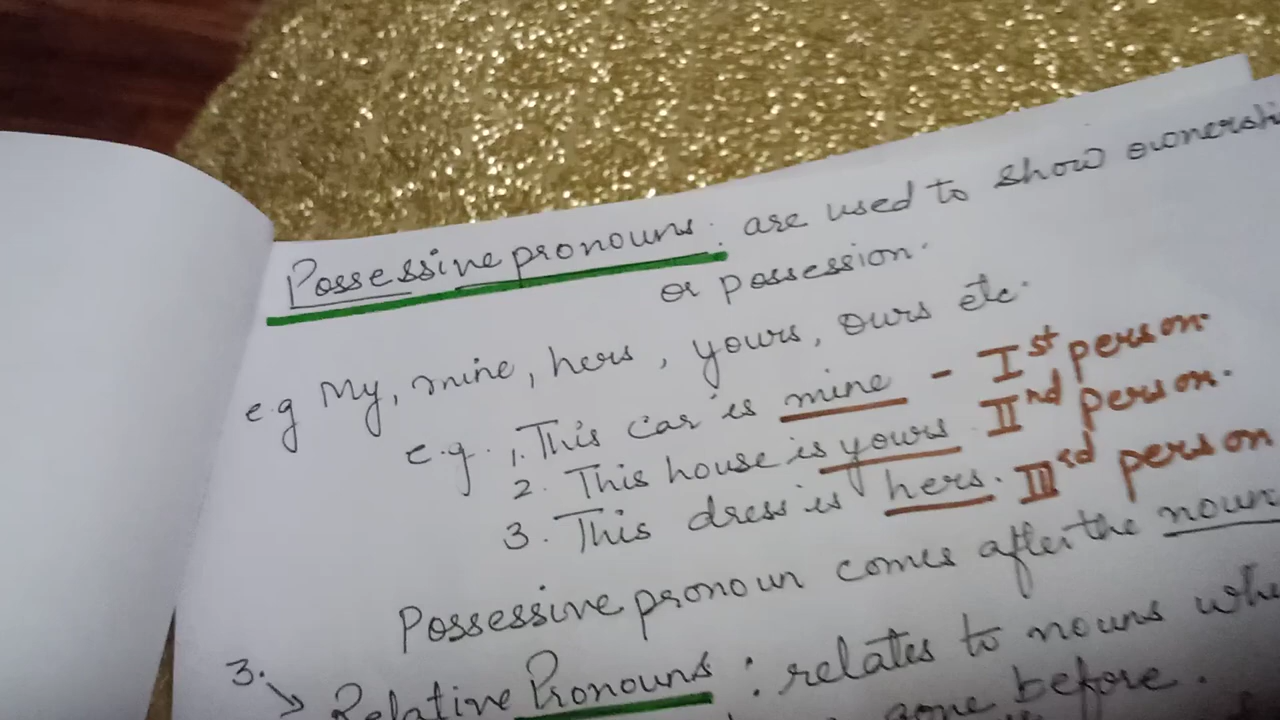 Possessive pronouns: are used to show ownershi
or possession.
e.g My, mine, hers, yours, ours etc.
e.g. 1. This car is mine - Ist person.
2. This house is yours IInd person.
3. This dress is hers. IIIrd person
Possessive pronoun comes after the noun
3. → Relative Pronouns : relates to nouns whe
gone before.